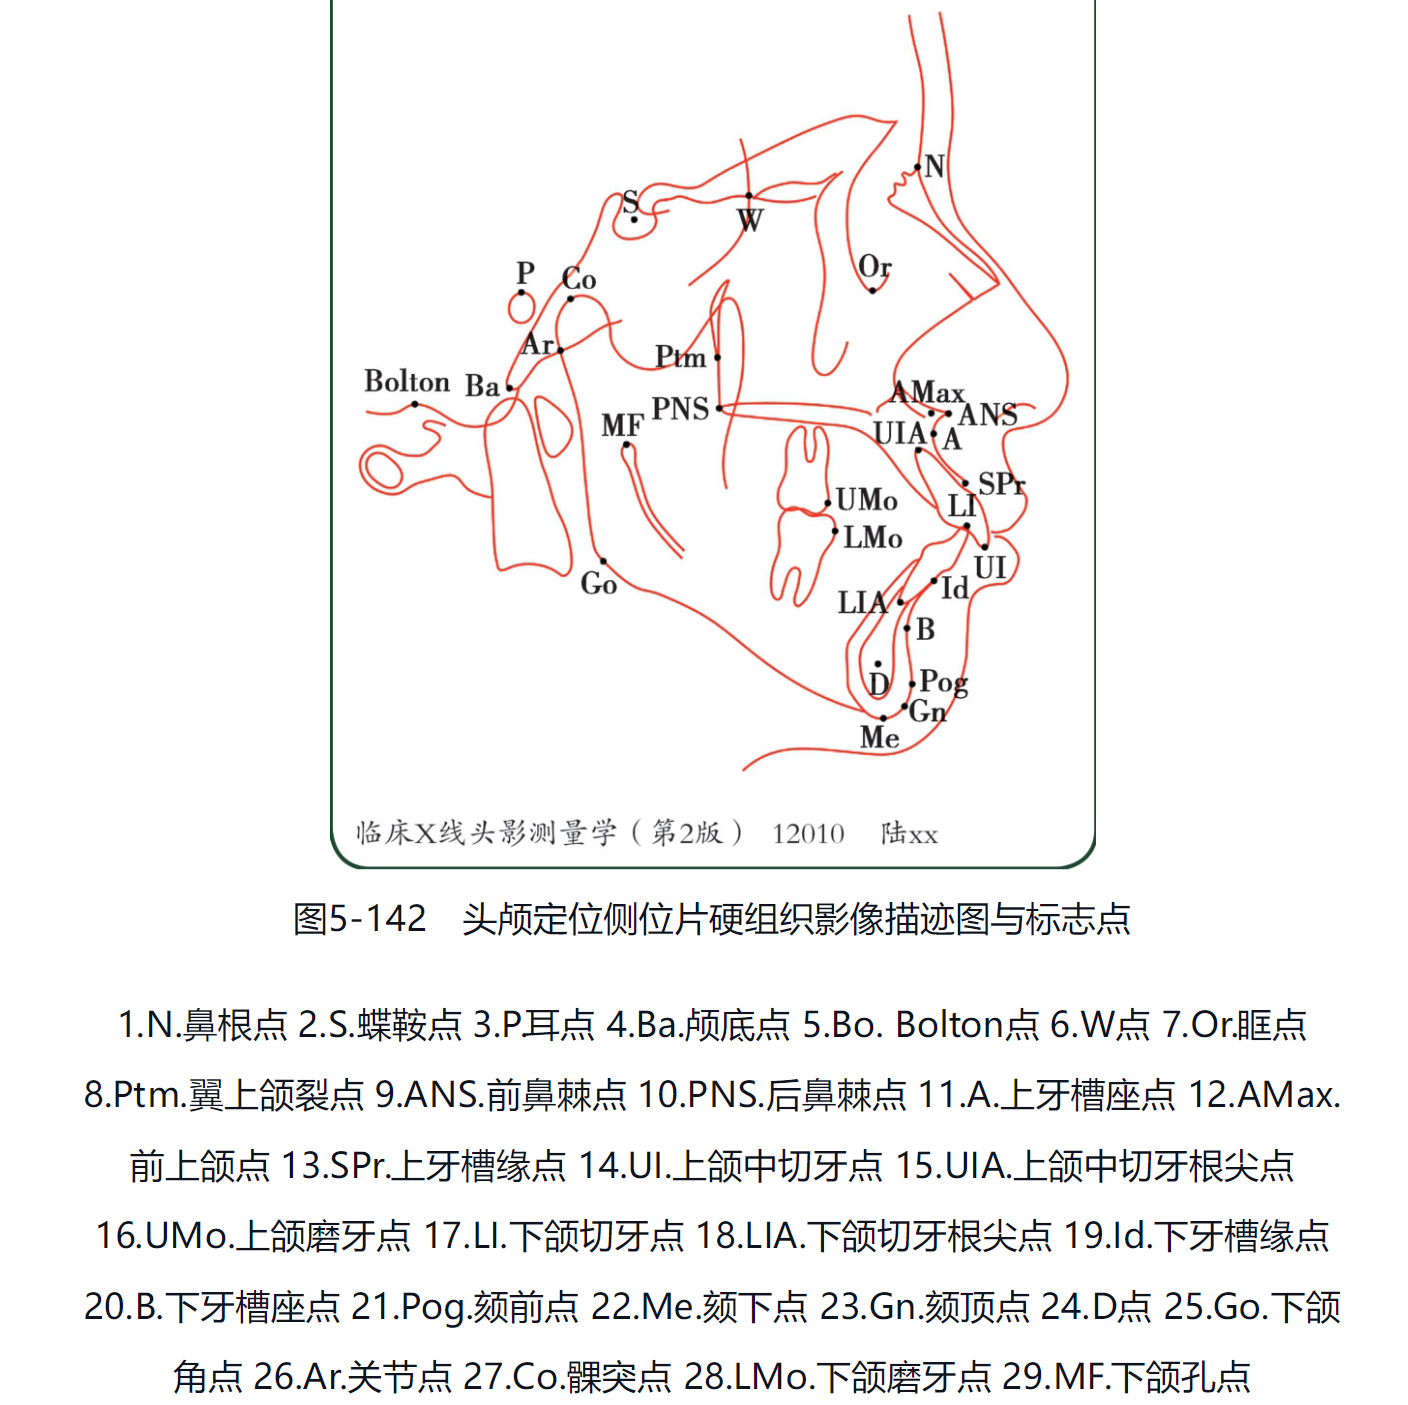 N
S
W
P
Co
Or
Ar
Ptm
Bolton
Ba
AMax
PNS
ANS
MF
UIA
A
SPr
UMo
LI
LMo
UI
Go
Id
LIA
B
D
Pog
Gn
Me
临床X线头影测量学（第2版） 12010 陆xx
图5-142 头颅定位侧位片硬组织影像描迹图与标志点
1.N.鼻根点 2.S.蝶鞍点 3.P.耳点 4.Ba.颅底点 5.Bo. Bolton点 6.W点 7.Or.眶点
8.Ptm.翼上颌裂点 9.ANS.前鼻棘点 10.PNS.后鼻棘点 11.A.上牙槽座点 12.AMax.
前上颌点 13.SPr.上牙槽缘点 14.UI.上颌中切牙点 15.UIA.上颌中切牙根尖点
16.UMo.上颌磨牙点 17.LI.下颌切牙点 18.LIA.下颌切牙根尖点 19.Id.下牙槽缘点
20.B.下牙槽座点 21.Pog.颏前点 22.Me.颏下点 23.Gn.颏顶点 24.D点 25.Go.下颌
角点 26.Ar.关节点 27.Co.髁突点 28.LMo.下颌磨牙点 29.MF.下颌孔点